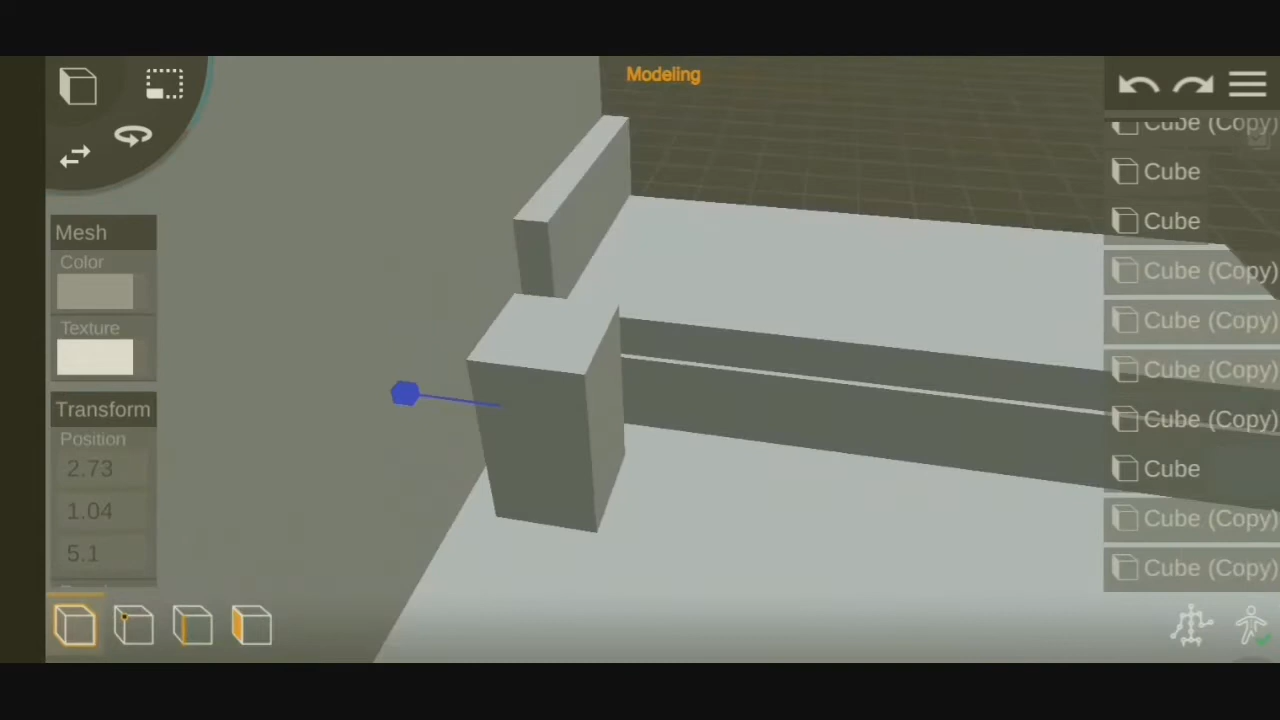 Modeling
Cube (Copy)
Cube
Cube
Cube (Copy)
Cube (Copy)
Cube (Copy)
Cube (Copy)
Cube
Cube (Copy)
Cube (Copy)
Mesh
Color
Texture
Transform
Position
2.73
1.04
5.1